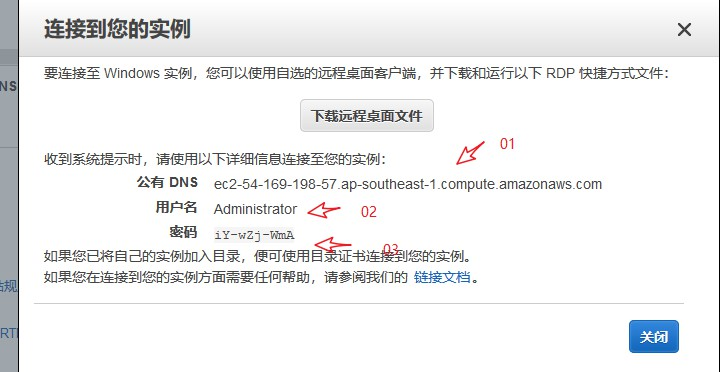 连接到您的实例
要连接至 Windows 实例，您可以使用自选的远程桌面客户端，并下载和运行以下 RDP 快捷方式文件：
NS
下载远程桌面文件
01
收到系统提示时，请使用以下详细信息连接至您的实例：
公有 DNS ec2-54-169-198-57.ap-southeast-1.compute.amazonaws.com
用户名 Administrator 02
密码 iY-wZj-WmA 03
如果您已将自己的实例加入目录，便可使用目录证书连接到您的实例。
如果您在连接到您的实例方面需要任何帮助，请参阅我们的 链接文档。
关闭